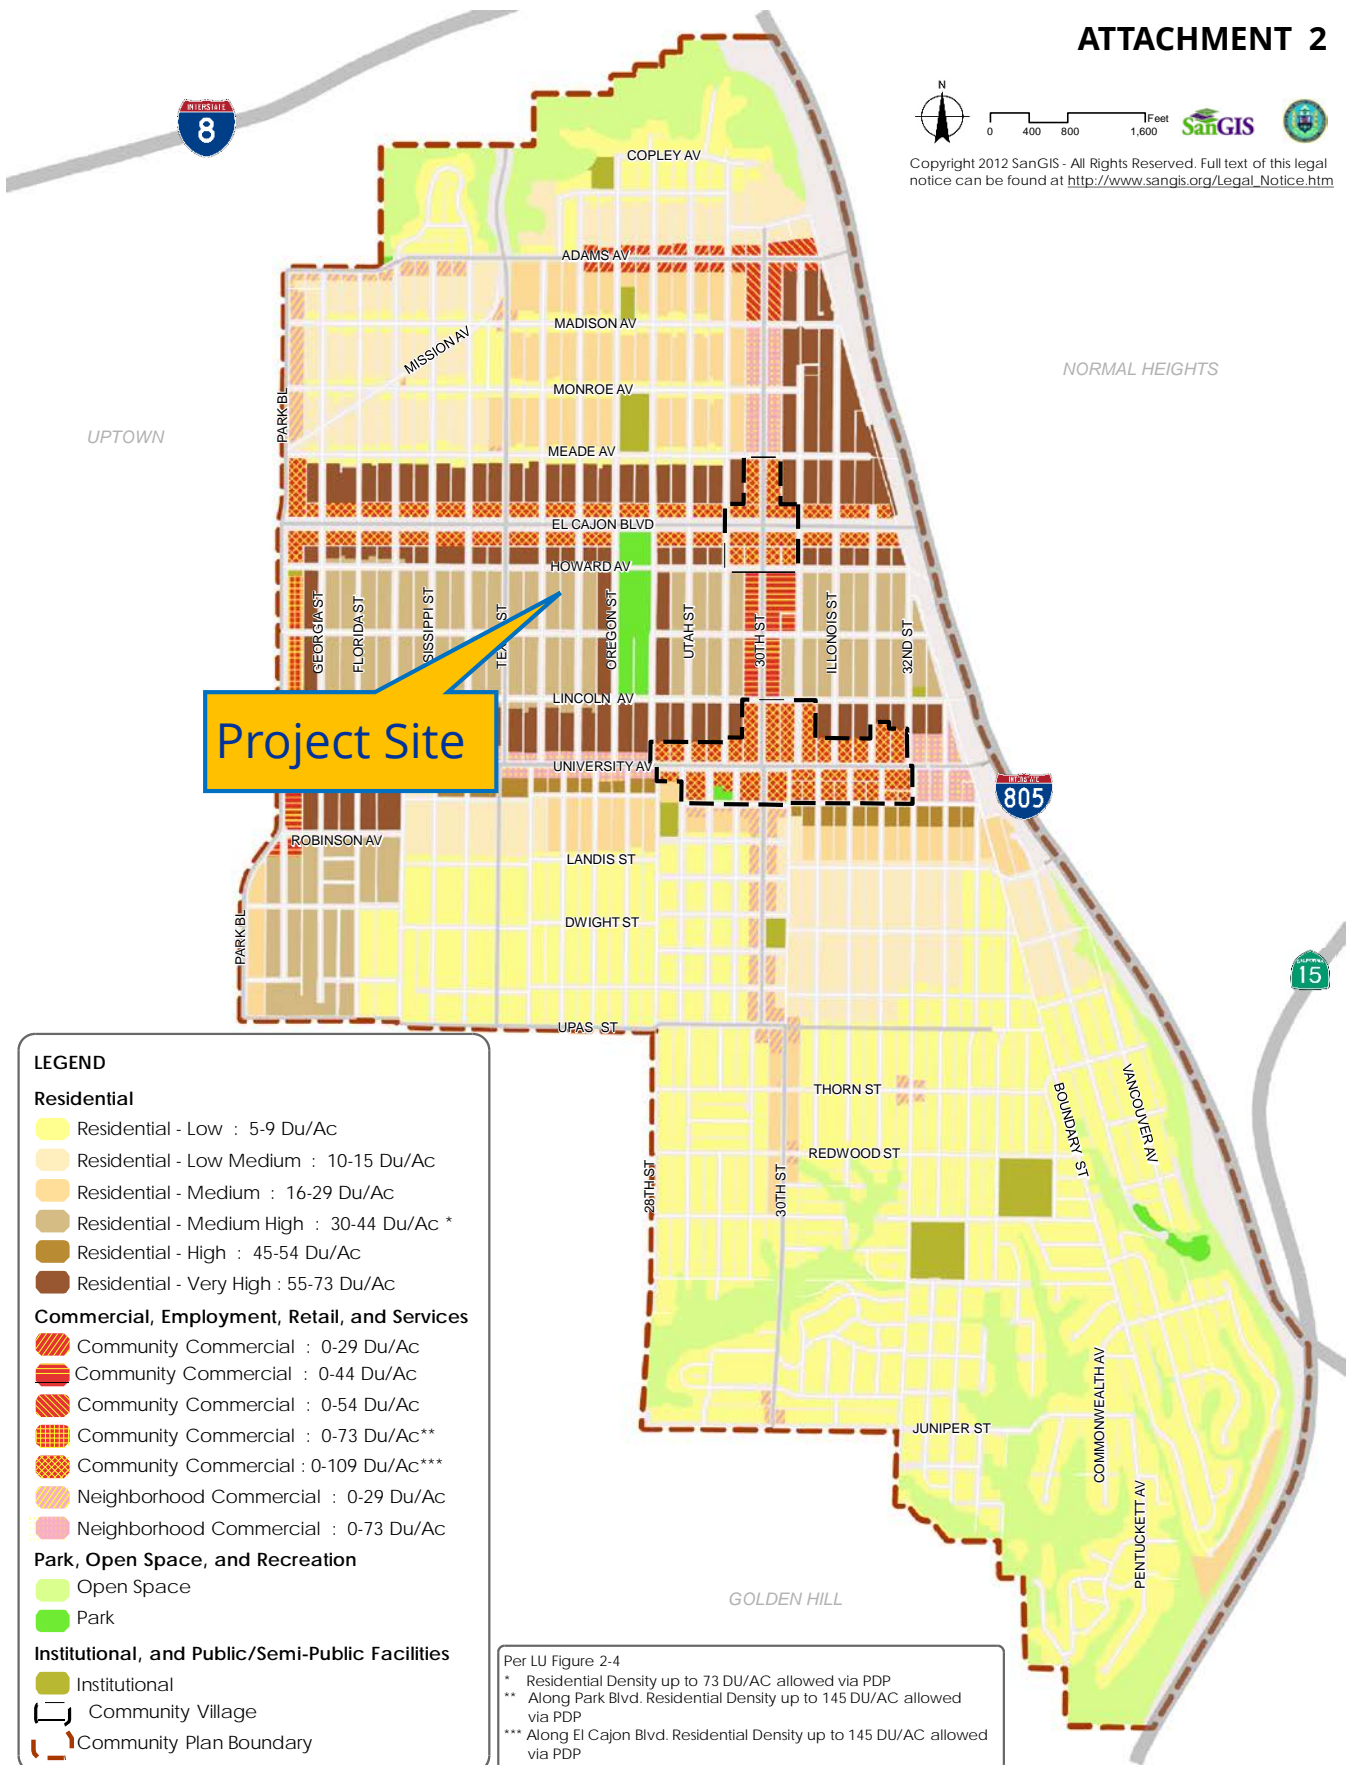 ATTACHMENT 2
INTERSTATE
8
N
0 400 800 1,600
Feet
SanGIS
Copyright 2012 SanGIS - All Rights Reserved. Full text of this legal
notice can be found at http://www.sangis.org/Legal_Notice.htm
COPLEY AV
ADAMS AV
MADISON AV
MISSION AV
NORMAL HEIGHTS
MONROE AV
PARK BL
UPTOWN
MEADE AV
EL CAJON BLVD
HOWARD AV
GEORGIA ST
FLORIDA ST
SISSIPPI ST
TEX
ST
OREGON ST
UTAH ST
30TH ST
ILLONOIS ST
32ND ST
LINCOLN AV
Project Site
UNIVERSITY AV
805
ROBINSON AV
LANDIS ST
DWIGHT ST
PARK BL
CALIFORNIA
15
UPAS ST
THORN ST
VANCOUVER AV
BOUNDARY ST
REDWOOD ST
28TH ST
30TH ST
COMMONWEALTH AV
JUNIPER ST
PENTUCKETT AV
GOLDEN HILL
LEGEND
Residential
Residential - Low : 5-9 Du/Ac
Residential - Low Medium : 10-15 Du/Ac
Residential - Medium : 16-29 Du/Ac
Residential - Medium High : 30-44 Du/Ac *
Residential - High : 45-54 Du/Ac
Residential - Very High : 55-73 Du/Ac
Commercial, Employment, Retail, and Services
Community Commercial : 0-29 Du/Ac
Community Commercial : 0-44 Du/Ac
Community Commercial : 0-54 Du/Ac
Community Commercial : 0-73 Du/Ac**
Community Commercial : 0-109 Du/Ac***
Neighborhood Commercial : 0-29 Du/Ac
Neighborhood Commercial : 0-73 Du/Ac
Park, Open Space, and Recreation
Open Space
Park
Institutional, and Public/Semi-Public Facilities
Institutional
Community Village
Community Plan Boundary
Per LU Figure 2-4
* Residential Density up to 73 DU/AC allowed via PDP
** Along Park Blvd. Residential Density up to 145 DU/AC allowed
via PDP
*** Along El Cajon Blvd. Residential Density up to 145 DU/AC allowed
via PDP